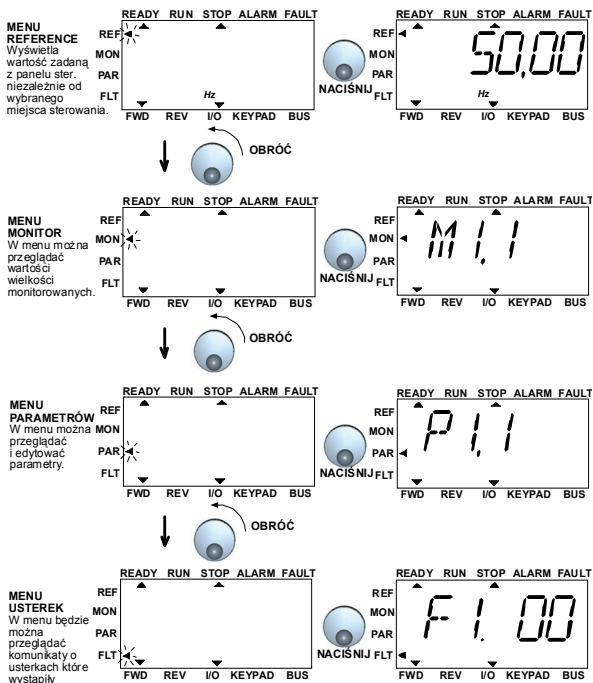 READY RUN STOP ALARM FAULT
MENU
REFERENCE
Wyświetla
wartość zadaną
z panelu ster.
niezależnie od
wybranego
miejsca sterowania.
REF
MON
PAR
FLT
Hz
FWD REV I/O KEYPAD BUS
NACIŚNIJ
READY RUN STOP ALARM FAULT
REF
MON
PAR
FLT
50,00
Hz
FWD REV I/O KEYPAD BUS
OBRÓĆ
READY RUN STOP ALARM FAULT
MENU
MONITOR
W menu można
przeglądać
wartości
wielkości
monitorowanych.
REF
MON
PAR
FLT
FWD REV I/O KEYPAD BUS
NACIŚNIJ
READY RUN STOP ALARM FAULT
REF
MON
PAR
FLT
M1,1
FWD REV I/O KEYPAD BUS
OBRÓĆ
READY RUN STOP ALARM FAULT
MENU
PARAMETRÓW
W menu można
przeglądać
i edytować
parametry.
REF
MON
PAR
FLT
FWD REV I/O KEYPAD BUS
NACIŚNIJ
READY RUN STOP ALARM FAULT
REF
MON
PAR
FLT
P1,1
FWD REV I/O KEYPAD BUS
OBRÓĆ
READY RUN STOP ALARM FAULT
MENU
USTEREK
W menu będzie
można
przeglądać
komunikaty o
usterkach które
wystąpiły
REF
MON
PAR
FLT
FWD REV I/O KEYPAD BUS
NACIŚNIJ
READY RUN STOP ALARM FAULT
REF
MON
PAR
FLT
F1. 00
FWD REV I/O KEYPAD BUS